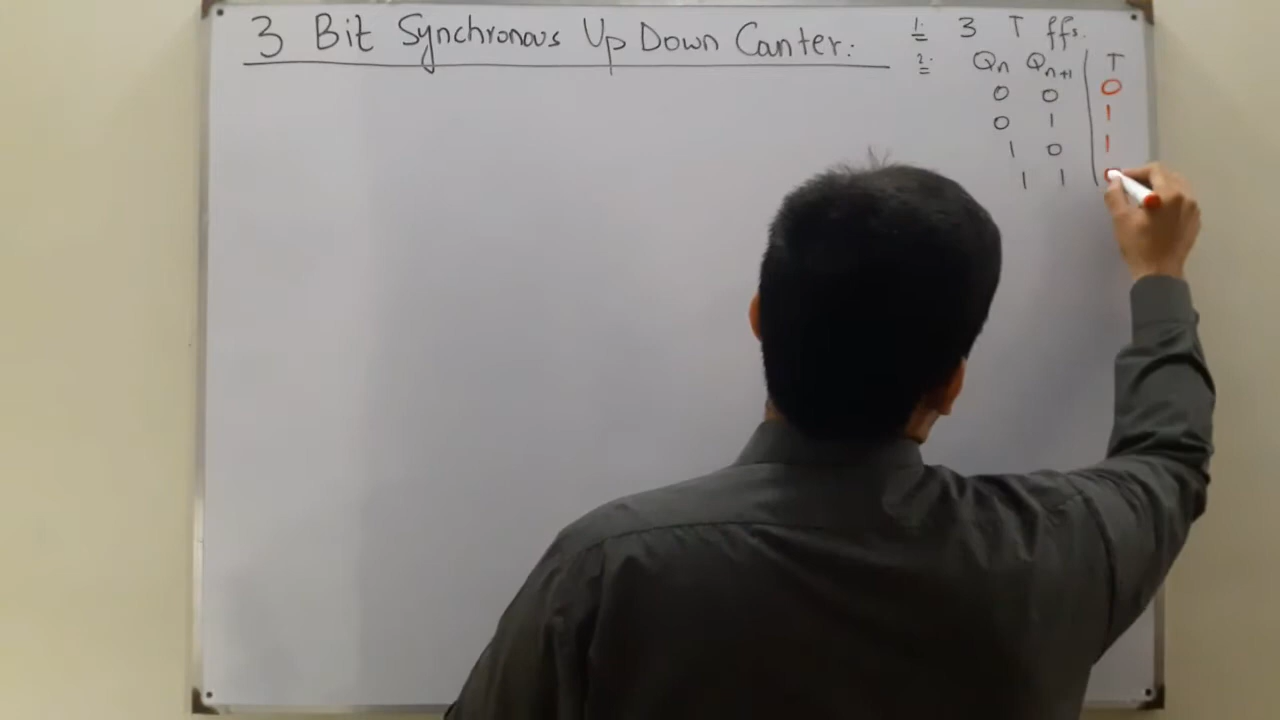 3 Bit Synchronous Up Down Canter:
1: 3 T ffs.
2: Qn Qn+1 T
0 0 0
0 1 1
1 0 1
1 1 0